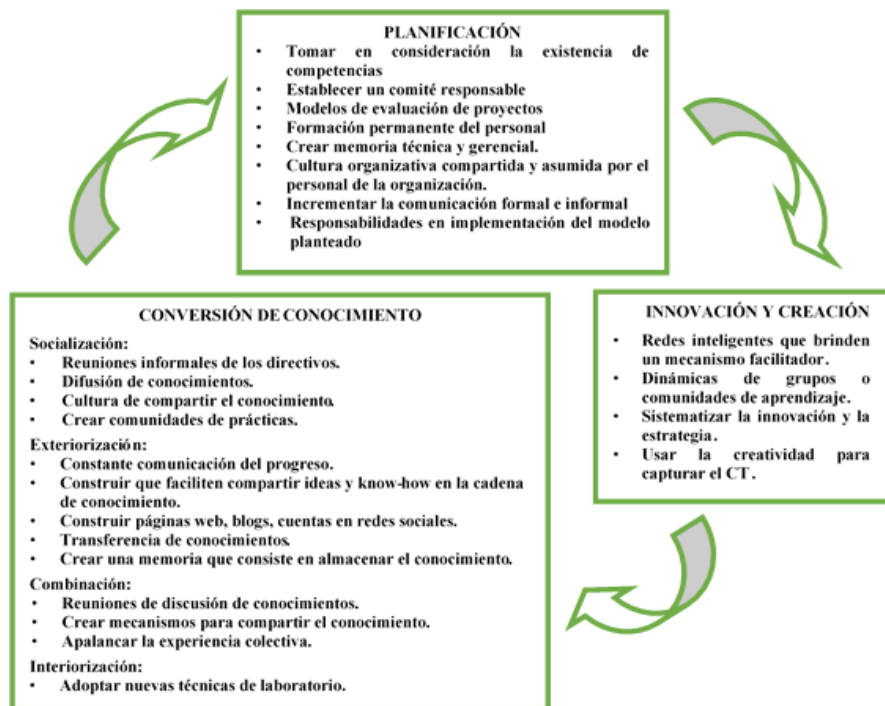 PLANIFICACIÓN
• Tomar en consideración la existencia de
competencias
• Establecer un comité responsable
• Modelos de evaluación de proyectos
• Formación permanente del personal
• Crear memoria técnica y gerencial.
• Cultura organizativa compartida y asumida por el
personal de la organización.
• Incrementar la comunicación formal e informal
• Responsabilidades en implementación del modelo
planteado
INNOVACIÓN Y CREACIÓN
• Redes inteligentes que brinden
un mecanismo facilitador.
• Dinámicas de grupos o
comunidades de aprendizaje.
• Sistematizar la innovación y la
estrategia.
• Usar la creatividad para
capturar el CT.
CONVERSIÓN DE CONOCIMIENTO
Socialización:
• Reuniones informales de los directivos.
• Difusión de conocimientos.
• Cultura de compartir el conocimiento.
• Crear comunidades de prácticas.
Exteriorización:
• Constante comunicación del progreso.
• Construir que faciliten compartir ideas y know-how en la cadena
de conocimiento.
• Construir páginas web, blogs, cuentas en redes sociales.
• Transferencia de conocimientos.
• Crear una memoria que consiste en almacenar el conocimiento.
Combinación:
• Reuniones de discusión de conocimientos.
• Crear mecanismos para compartir el conocimiento.
• Apalancar la experiencia colectiva.
Interiorización:
• Adoptar nuevas técnicas de laboratorio.